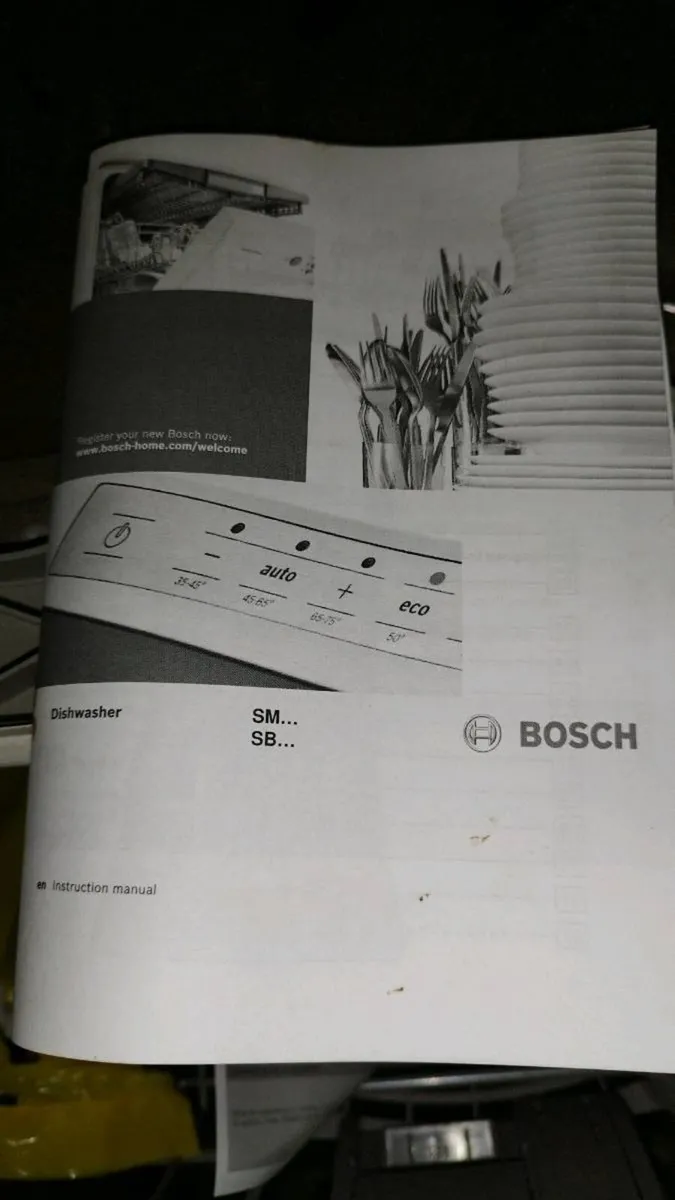 Register your new Bosch now:
www.bosch-home.com/welcome
- auto + eco
35-45° 45-65° 65-75° 50°
Dishwasher
SM...
SB...
BOSCH
en Instruction manual